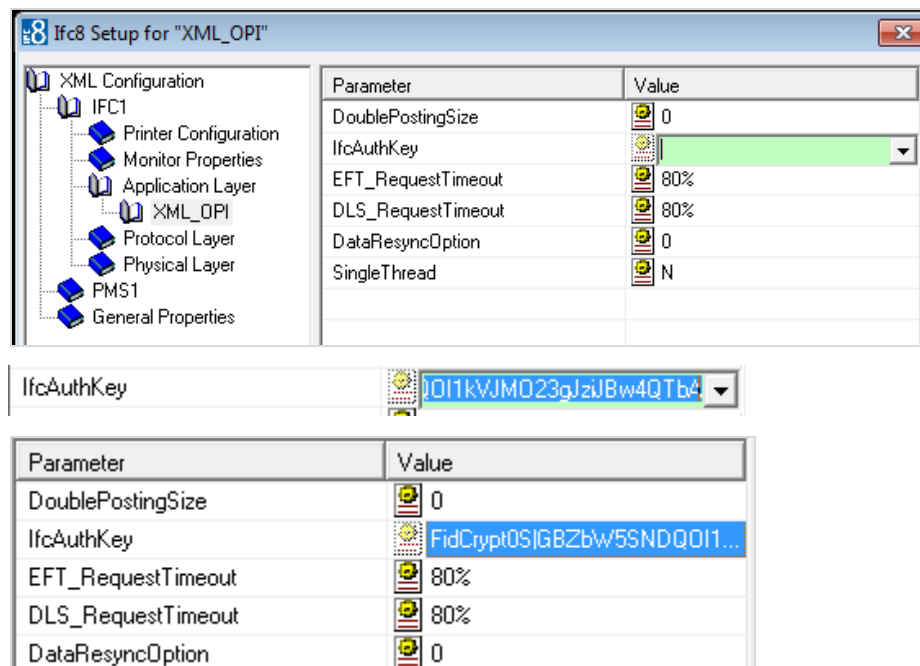 Ifc8 Setup for "XML_OPI"
XML Configuration
IFC1
Printer Configuration
Monitor Properties
Application Layer
XML_OPI
Protocol Layer
Physical Layer
PMS1
General Properties
Parameter Value
DoublePostingSize 0
IfcAuthKey
EFT_RequestTimeout 80%
DLS_RequestTimeout 80%
DataResyncOption 0
SingleThread N
IfcAuthKey
Parameter Value
DoublePostingSize 0
IfcAuthKey FidCrypt0S|GBZbW5SNDQOI1...
EFT_RequestTimeout 80%
DLS_RequestTimeout 80%
DataResyncOption 0